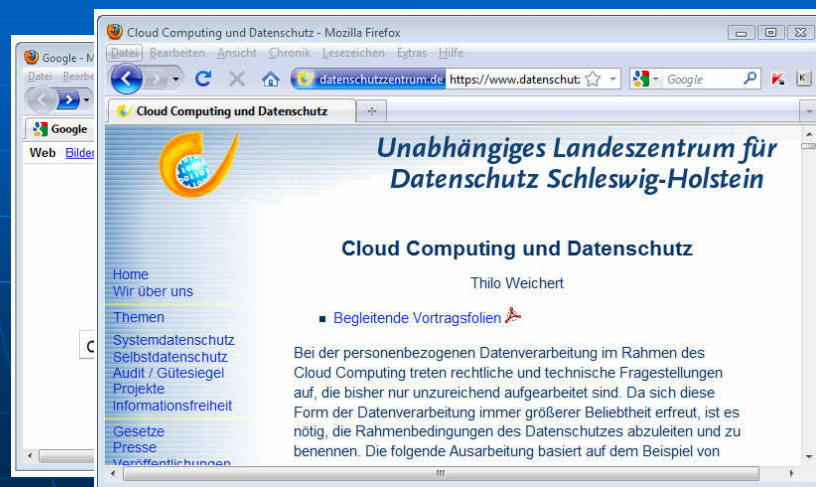 Cloud Computing und Datenschutz - Mozilla Firefox
Datei Bearbeiten Ansicht Chronik Lesezeichen Extras Hilfe
datenschutzzentrum.de https://www.datenschut: Google
Cloud Computing und Datenschutz
Google - M
Datei Bearbe
Google
Web Bilder
Unabhängiges Landeszentrum für
Datenschutz Schleswig-Holstein
Cloud Computing und Datenschutz
Thilo Weichert
Begleitende Vortragsfolien
Bei der personenbezogenen Datenverarbeitung im Rahmen des
Cloud Computing treten rechtliche und technische Fragestellungen
auf, die bisher nur unzureichend aufgearbeitet sind. Da sich diese
Form der Datenverarbeitung immer größerer Beliebtheit erfreut, ist es
nötig, die Rahmenbedingungen des Datenschutzes abzuleiten und zu
benennen. Die folgende Ausarbeitung basiert auf dem Beispiel von
Home
Wir über uns
Themen
Systemdatenschutz
Selbstdatenschutz
Audit / Gütesiegel
Projekte
Informationsfreiheit
Gesetze
Presse
Veröffentlichungen